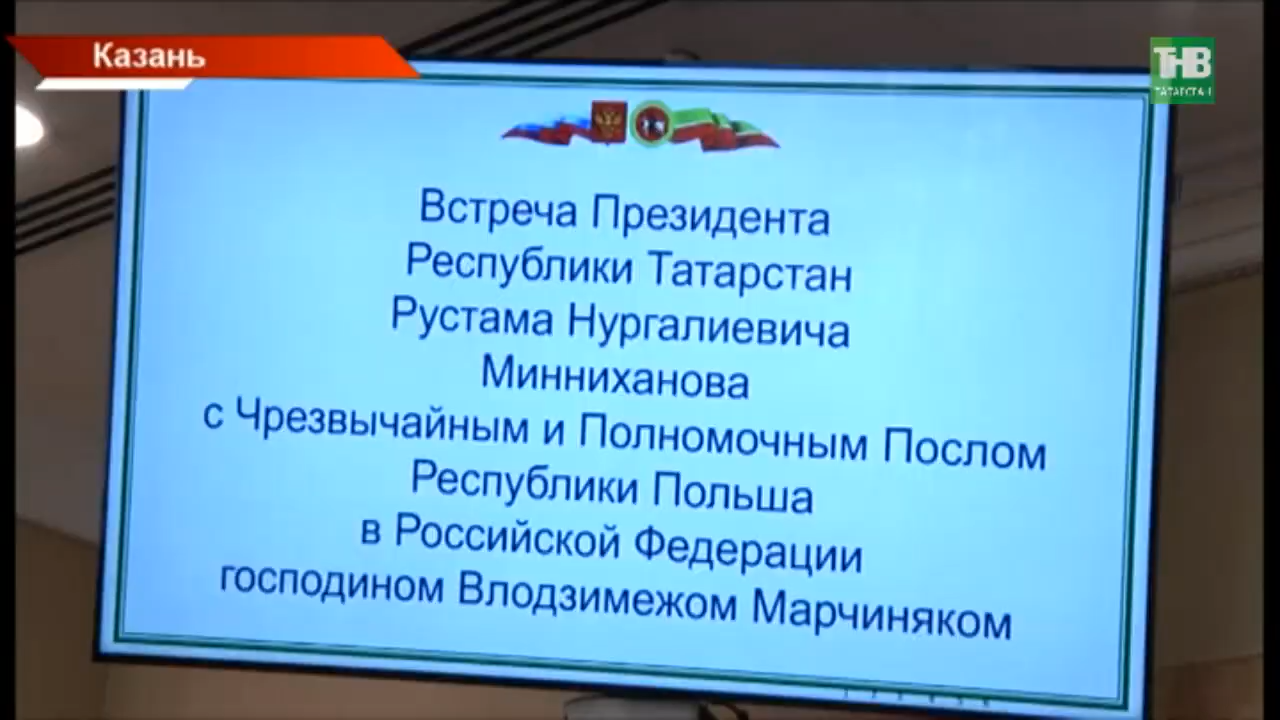 Казань
ТНВ
ТАТАРСТАН
Встреча Президента
Республики Татарстан
Рустама Нургалиевича
Минниханова
с Чрезвычайным и Полномочным Послом
Республики Польша
в Российской Федерации
господином Влодзимежом Марчиняком